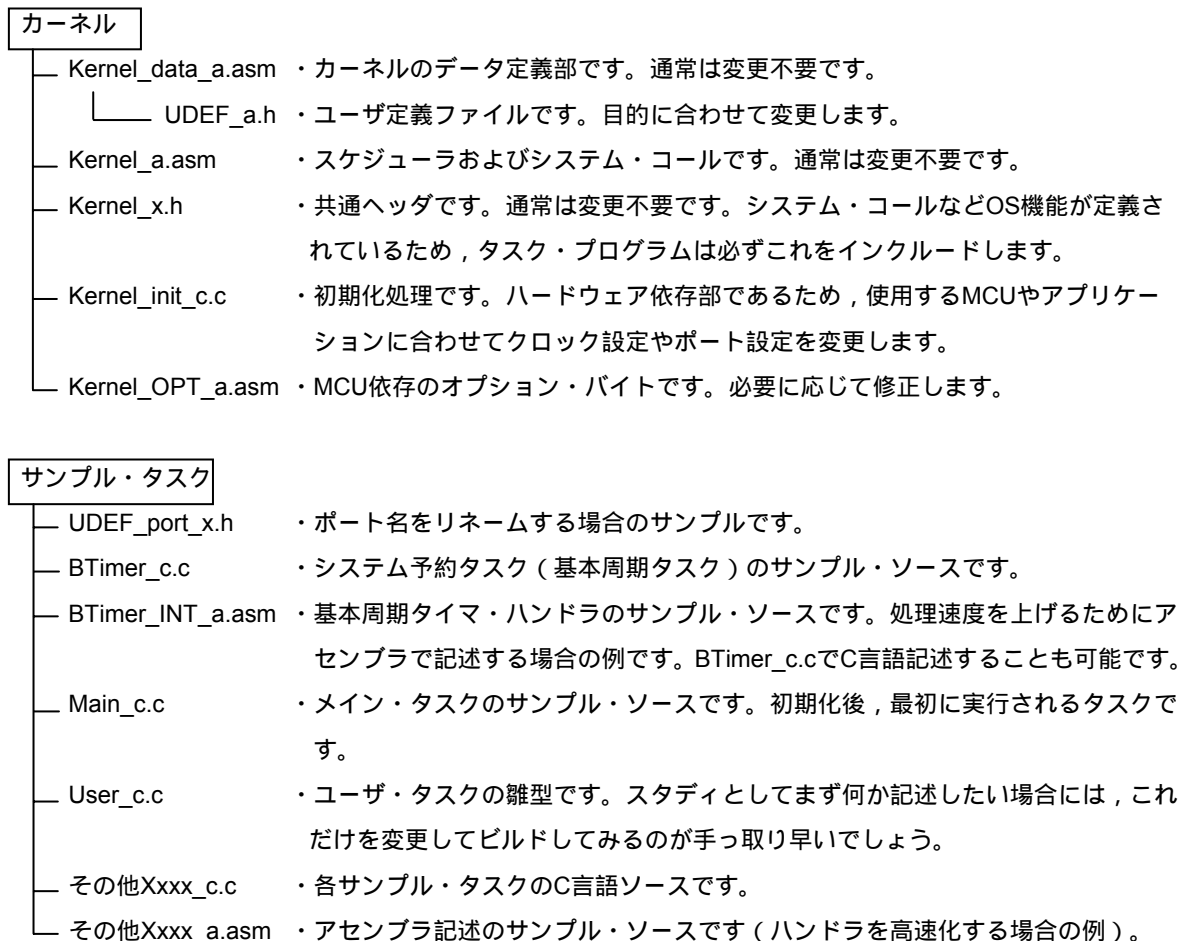 カーネル
Kernel_data_a.asm ・カーネルのデータ定義部です。通常は変更不要です。
UDEF_a.h ・ユーザ定義ファイルです。目的に合わせて変更します。
Kernel_a.asm ・スケジューラおよびシステム・コールです。通常は変更不要です。
Kernel_x.h ・共通ヘッダです。通常は変更不要です。システム・コールなどOS機能が定義さ
れているため，タスク・プログラムは必ずこれをインクルードします。
Kernel_init_c.c ・初期化処理です。ハードウェア依存部であるため，使用するMCUやアプリケー
ションに合わせてクロック設定やポート設定を変更します。
Kernel_OPT_a.asm ・MCU依存のオプション・バイトです。必要に応じて修正します。
サンプル・タスク
UDEF_port_x.h ・ポート名をリネームする場合のサンプルです。
BTimer_c.c ・システム予約タスク（基本周期タスク）のサンプル・ソースです。
BTimer_INT_a.asm ・基本周期タイマ・ハンドラのサンプル・ソースです。処理速度を上げるためにア
センブラで記述する場合の例です。BTimer_c.cでC言語記述することも可能です。
Main_c.c ・メイン・タスクのサンプル・ソースです。初期化後，最初に実行されるタスクで
す。
User_c.c ・ユーザ・タスクの雛型です。スタディとしてまず何か記述したい場合には，これ
だけを変更してビルドしてみるのが手っ取り早いでしょう。
その他Xxxx_c.c ・各サンプル・タスクのC言語ソースです。
その他Xxxx_a.asm ・アセンブラ記述のサンプル・ソースです（ハンドラを高速化する場合の例）。